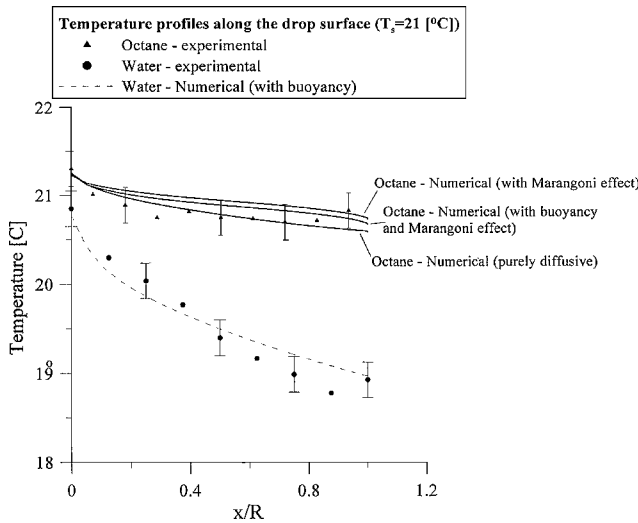 Temperature profiles along the drop surface (Tₛ=21 [⁰C])
Octane - experimental
Water - experimental
Water - Numerical (with buoyancy)
22
21
20
19
18
Temperature [C]
Octane - Numerical (with Marangoni effect)
Octane - Numerical (with buoyancy
and Marangoni effect)
Octane - Numerical (purely diffusive)
0
0.4
0.8
1.2
x/R